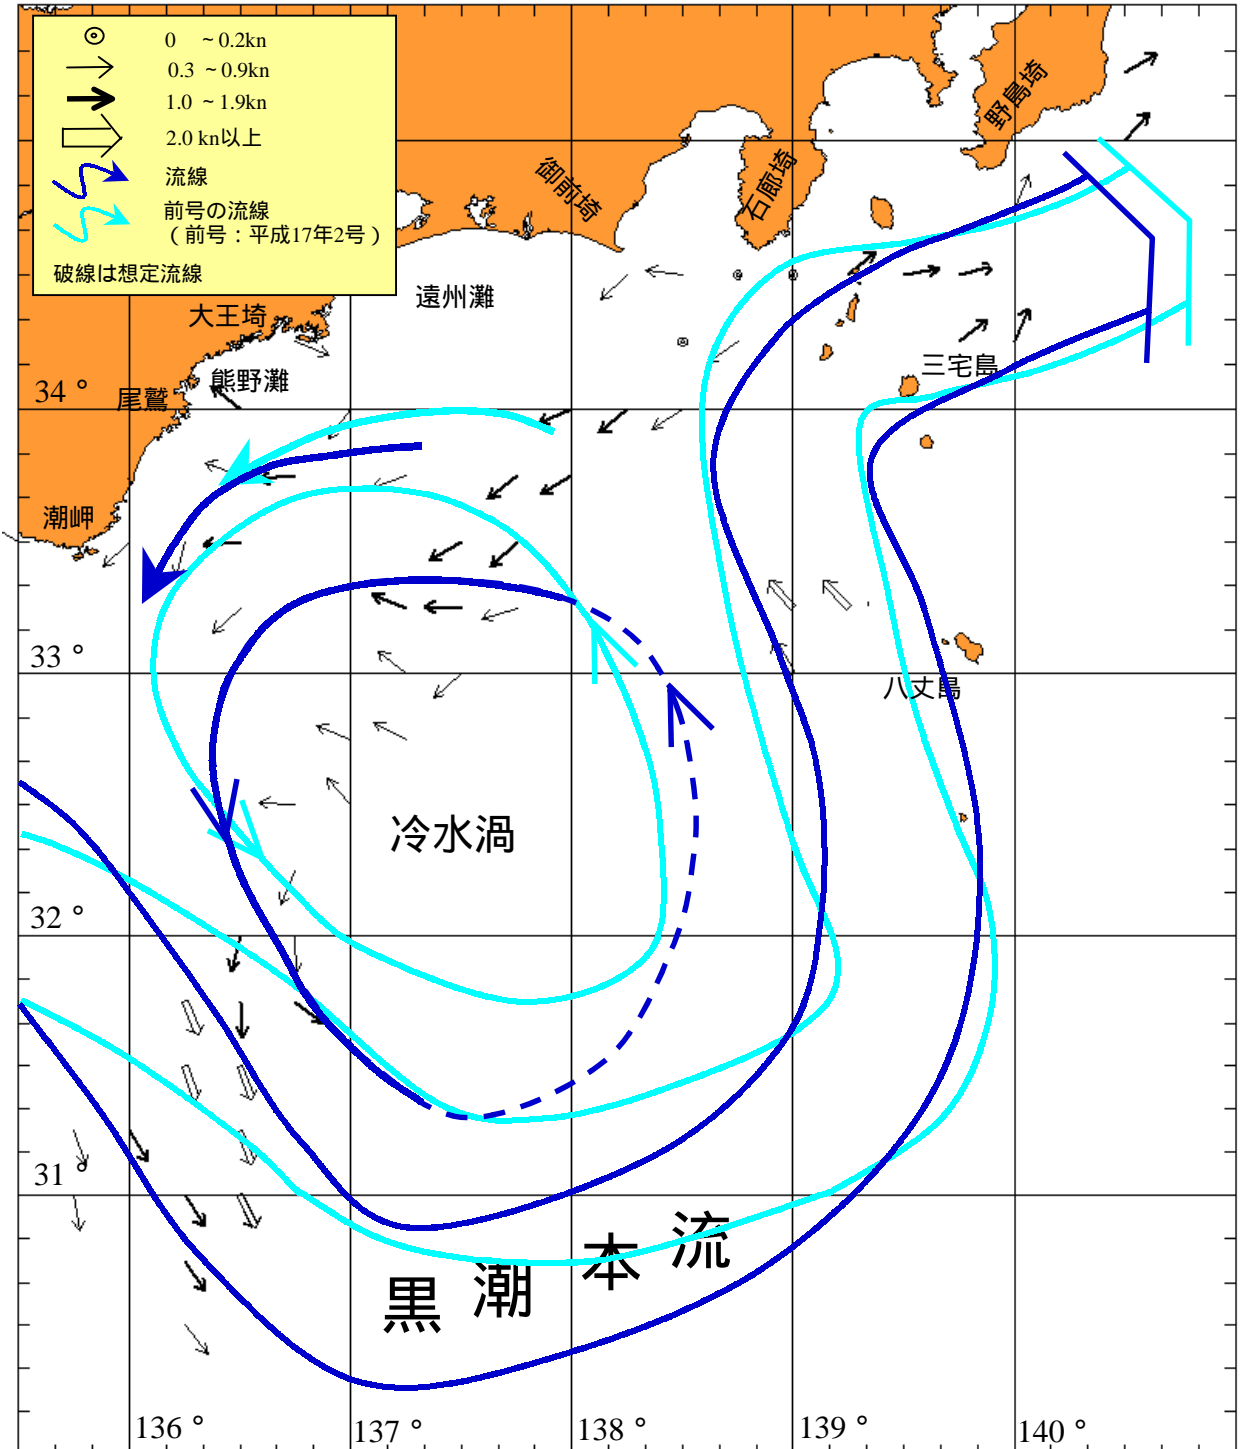 0 ~0.2kn
0.3 ~0.9kn
1.0 ~1.9kn
2.0 kn以上
流線
前号の流線
(前号：平成17年2号)
破線は想定流線
野島埼
石廊埼
御前埼
遠州灘
大王埼
熊野灘
尾鷲
三宅島
34°
潮岬
33°
八丈島
冷水渦
32°
31°
黒潮本流
136° 137° 138° 139° 140°